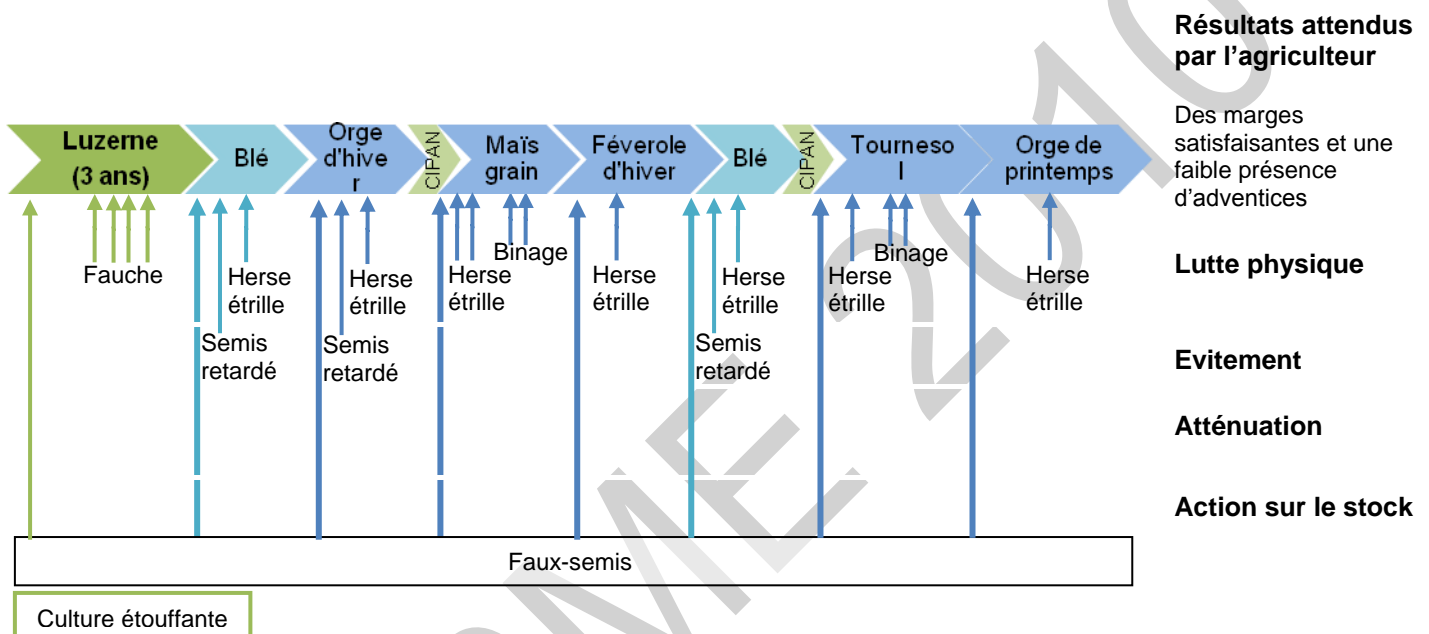 Résultats attendus
par l'agriculteur
Des marges
satisfaisantes et une
faible présence
d'adventices
Luzerne
(3 ans)
Blé
Orge
d'hive
r
CIPAN
Maïs
grain
Féverole
d'hiver
Blé
CIPAN
Tourneso
l
Orge de
printemps
Fauche
Herse
étrille
Herse
étrille
Herse
étrille
Binage
Herse
étrille
Herse
étrille
Herse
étrille
Binage
Herse
étrille
Lutte physique
Semis
retardé
Semis
retardé
Semis
retardé
Evitement
Atténuation
Action sur le stock
Faux-semis
Culture étouffante